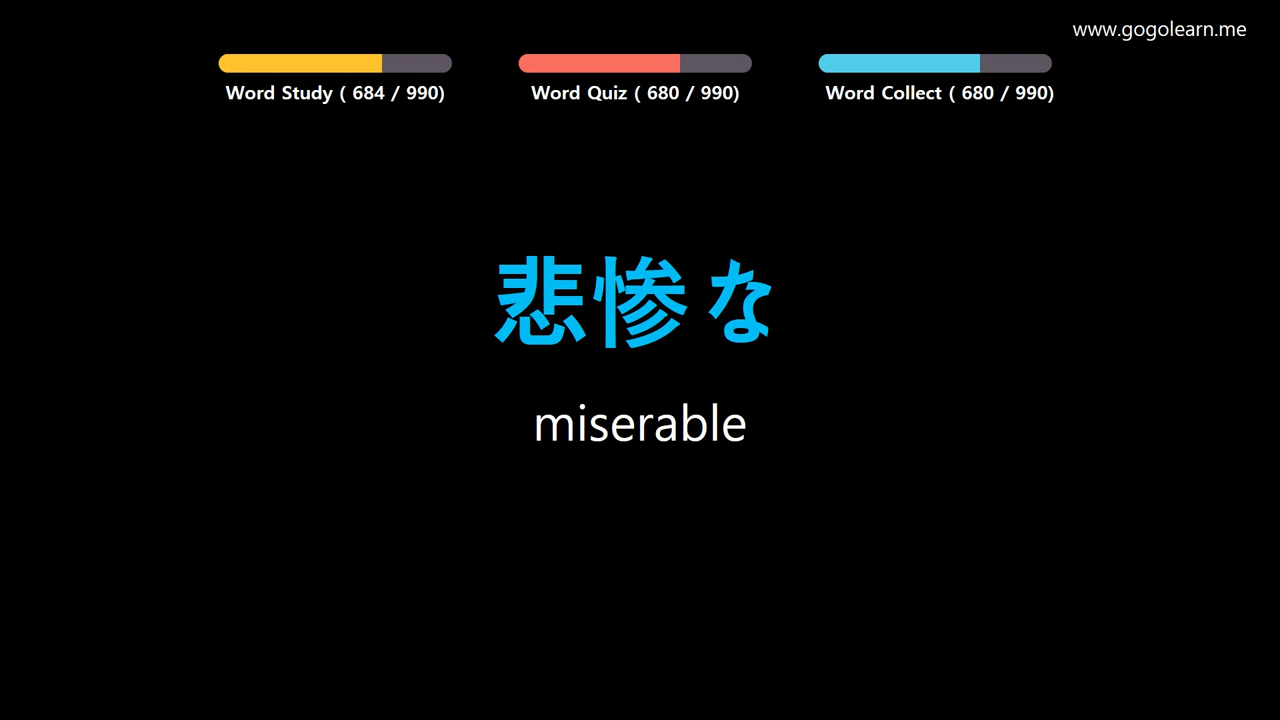 www.gogolearn.me
Word Study ( 684 / 990)
Word Quiz ( 680 / 990)
Word Collect ( 680 / 990)
悲惨な
miserable